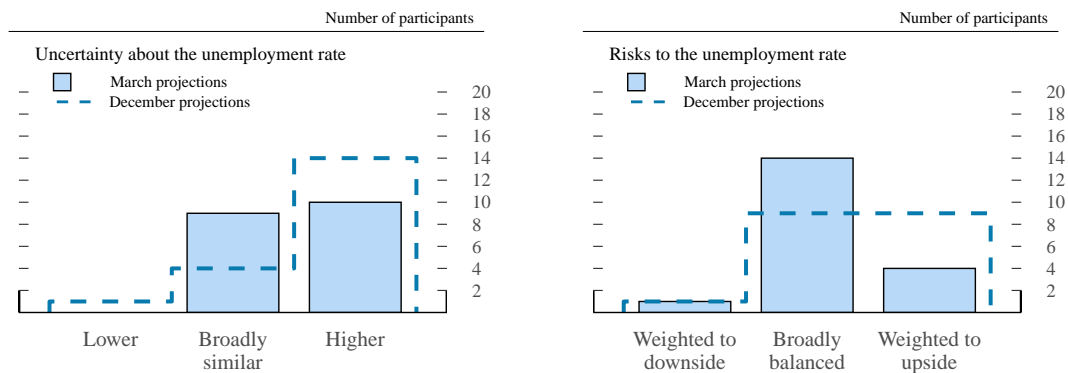 Number of participants
Uncertainty about the unemployment rate
March projections
December projections
20
18
16
14
12
10
8
6
4
2
Lower
Broadly
similar
Higher
Number of participants
Risks to the unemployment rate
March projections
December projections
20
18
16
14
12
10
8
6
4
2
Weighted to
downside
Broadly
balanced
Weighted to
upside